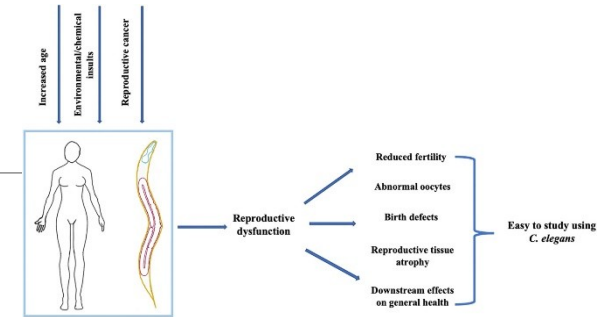 Increased age
Environmental/chemical
insults
Reproductive cancer
Reproductive
dysfunction
Reduced fertility
Abnormal oocytes
Birth defects
Reproductive tissue
atrophy
Downstream effects
on general health
Easy to study using
C. elegans